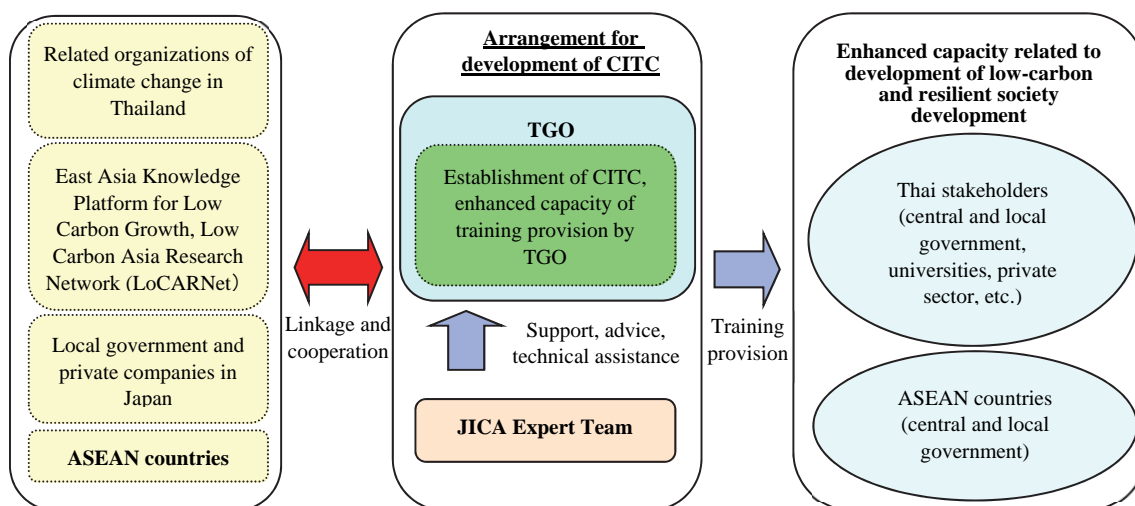 Related organizations of
climate change in
Thailand
East Asia Knowledge
Platform for Low
Carbon Growth, Low
Carbon Asia Research
Network (LoCARNet）
Local government and
private companies in
Japan
ASEAN countries
Linkage and
cooperation
Arrangement for
development of CITC
TGO
Establishment of CITC,
enhanced capacity of
training provision by
TGO
Support, advice,
technical assistance
JICA Expert Team
Training
provision
Enhanced capacity related to
development of low-carbon
and resilient society
development
Thai stakeholders
(central and local
government,
universities, private
sector, etc.)
ASEAN countries
(central and local
government)